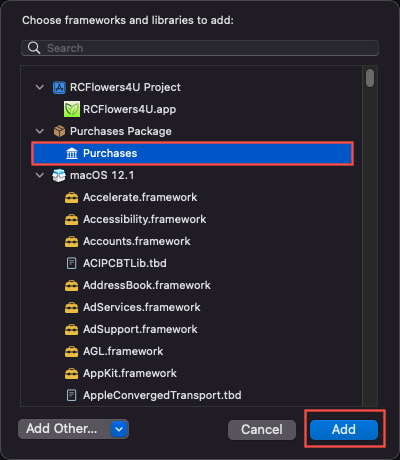 Choose frameworks and libraries to add:
Search
RCFlowers4U Project
RCFlowers4U.app
Purchases Package
Purchases
macOS 12.1
Accelerate.framework
Accessibility.framework
Accounts.framework
ACIPCBTLib.tbd
AddressBook.framework
AdServices.framework
AdSupport.framework
AGL.framework
AppKit.framework
AppleConvergedTransport.tbd
Add Other... Cancel Add